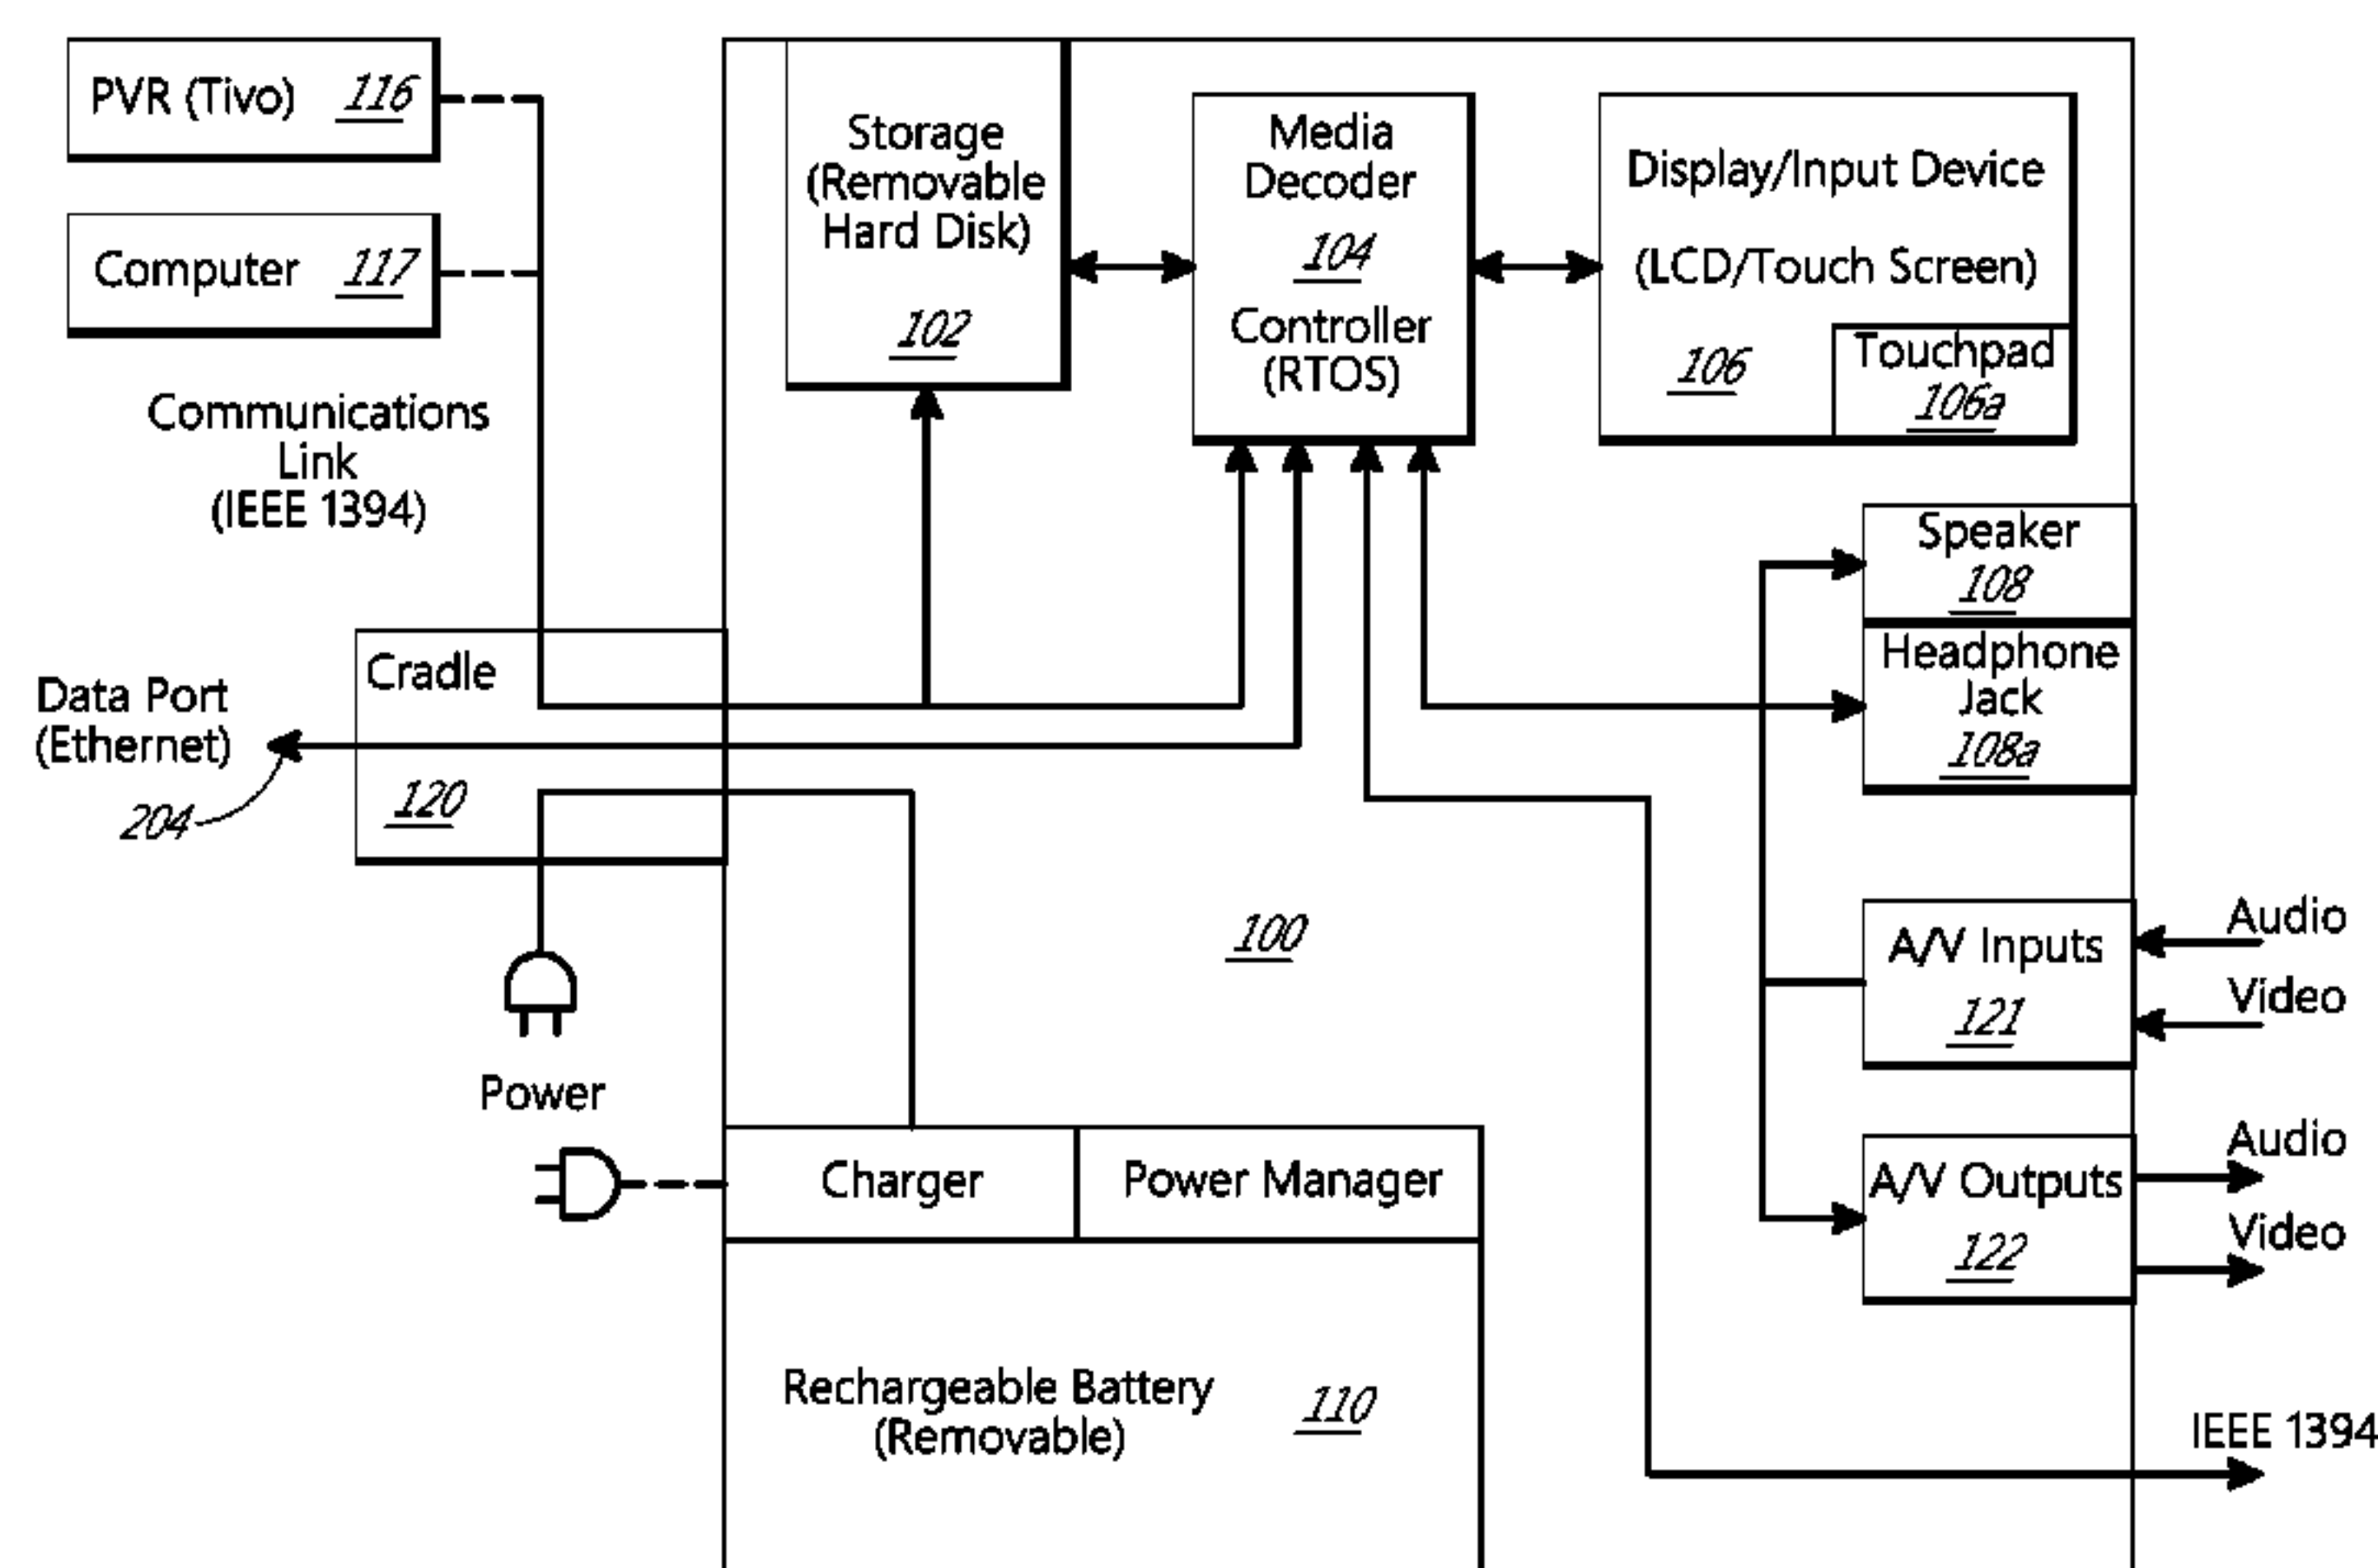 PVR (Tivo) 116
Computer 117
Communications
Link
(IEEE 1394)
Storage
(Removable
Hard Disk)
102
Media
Decoder
104
Controller
(RTOS)
Display/Input Device
(LCD/Touch Screen)
106
Touchpad
106a
Speaker
108
Headphone
Jack
108a
Cradle
120
Data Port
(Ethernet)
204
100
A/V Inputs
121
Audio
Video
Power
Charger
Power Manager
A/V Outputs
122
Audio
Video
Rechargeable Battery
(Removable)
110
IEEE 1394